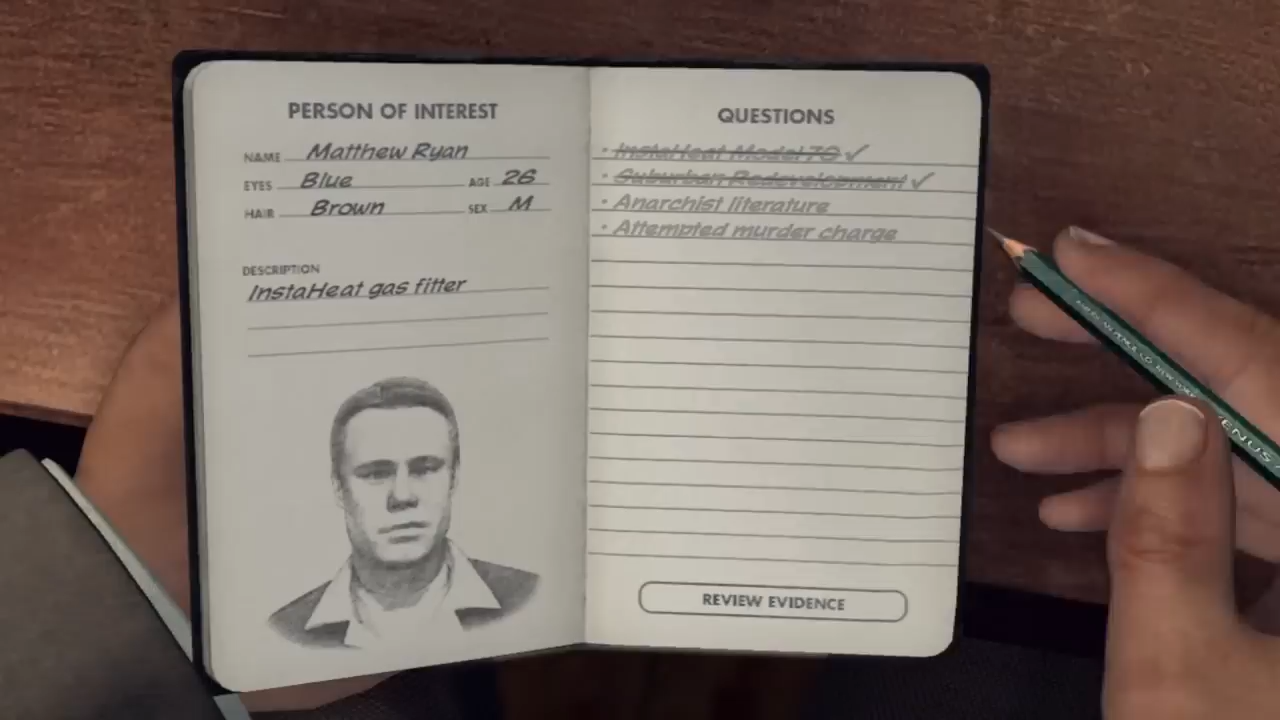 PERSON OF INTEREST
NAME Matthew Ryan
EYES Blue AGE 26
HAIR Brown SEX M
DESCRIPTION
InstaHeat gas fitter
QUESTIONS
• InstaHeat Model 70 ✓
• Suburban Redevelopment ✓
• Anarchist literature
• Attempted murder charge
REVIEW EVIDENCE
VENUS